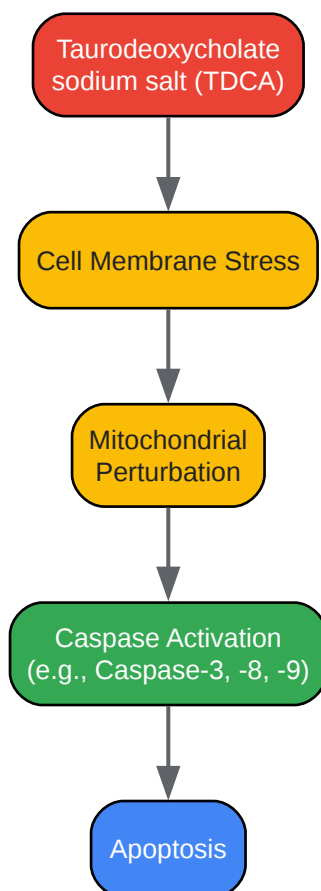 Taurodeoxycholate
sodium salt (TDCA)
Cell Membrane Stress
Mitochondrial
Perturbation
Caspase Activation
(e.g., Caspase-3, -8, -9)
Apoptosis